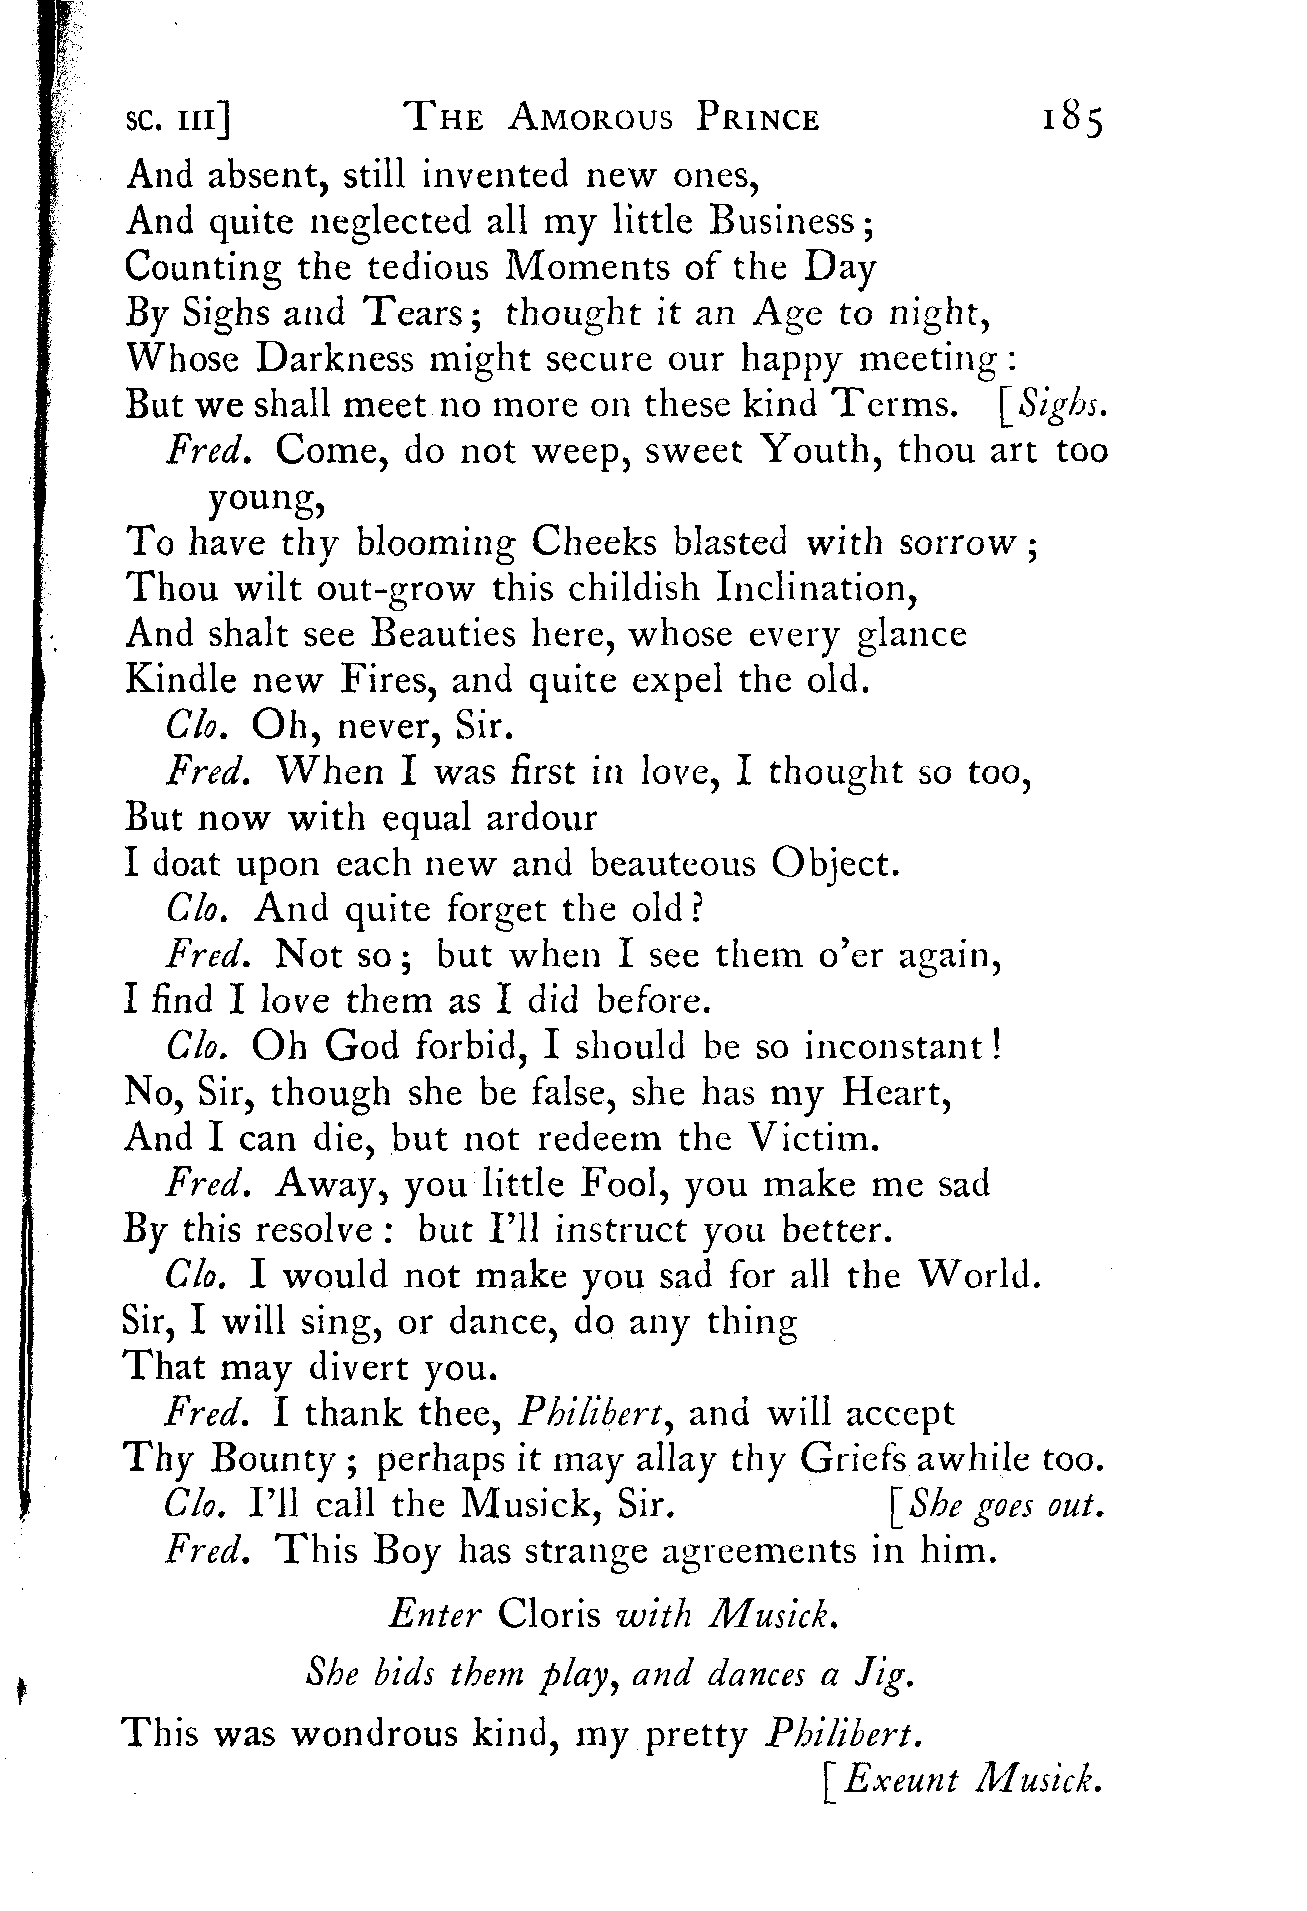 SC. III] THE AMOROUS PRINCE 185
And absent, still invented new ones,
And quite neglected all my little Business;
Counting the tedious Moments of the Day
By Sighs and Tears; thought it an Age to night,
Whose Darkness might secure our happy meeting:
But we shall meet no more on these kind Terms. [Sighs.
Fred. Come, do not weep, sweet Youth, thou art too
young,
To have thy blooming Cheeks blasted with sorrow;
Thou wilt out-grow this childish Inclination,
And shalt see Beauties here, whose every glance
Kindle new Fires, and quite expel the old.
Clo. Oh, never, Sir.
Fred. When I was first in love, I thought so too,
But now with equal ardour
I doat upon each new and beauteous Object.
Clo. And quite forget the old?
Fred. Not so; but when I see them o'er again,
I find I love them as I did before.
Clo. Oh God forbid, I should be so inconstant!
No, Sir, though she be false, she has my Heart,
And I can die, but not redeem the Victim.
Fred. Away, you little Fool, you make me sad
By this resolve: but I'll instruct you better.
Clo. I would not make you sad for all the World.
Sir, I will sing, or dance, do any thing
That may divert you.
Fred. I thank thee, Philibert, and will accept
Thy Bounty; perhaps it may allay thy Griefs awhile too.
Clo. I'll call the Musick, Sir. [She goes out.
Fred. This Boy has strange agreements in him.
Enter Cloris with Musick.
She bids them play, and dances a Jig.
This was wondrous kind, my pretty Philibert.
[Exeunt Musick.